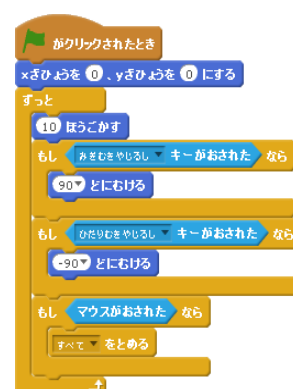 がクリックされたとき
xざひょうを 0 、yざひょうを 0 にする
ずっと
10 ほうごかす
もし みぎむきやじるし キーがおされた なら
90 どにむける
もし ひだりむきやじるし キーがおされた なら
-90 どにむける
もし マウスがおされた なら
すべて をとめる